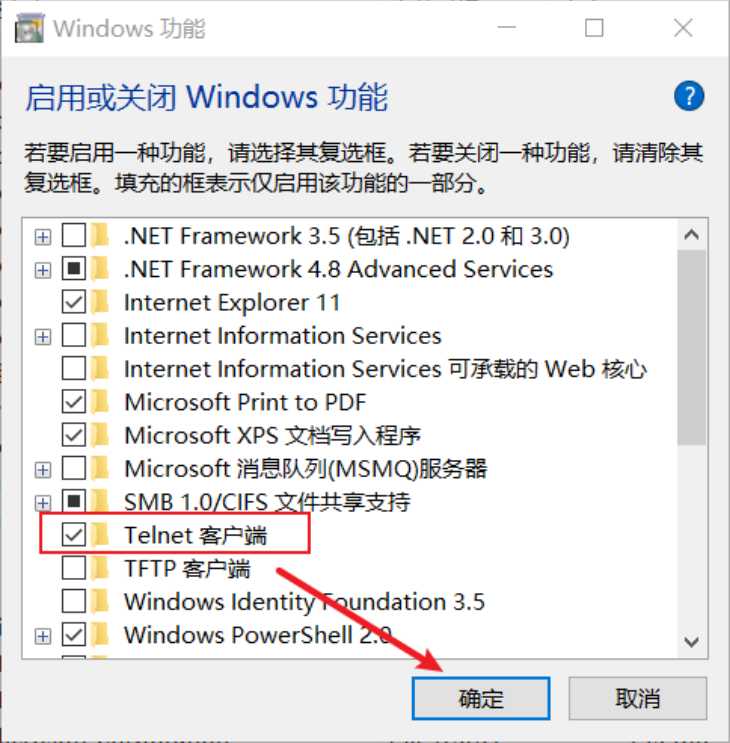 Windows 功能
启用或关闭 Windows 功能
?
若要启用一种功能，请选择其复选框。若要关闭一种功能，请清除其
复选框。填充的框表示仅启用该功能的一部分。
.NET Framework 3.5 (包括 .NET 2.0 和 3.0)
.NET Framework 4.8 Advanced Services
Internet Explorer 11
Internet Information Services
Internet Information Services 可承载的 Web 核心
Microsoft Print to PDF
Microsoft XPS 文档写入程序
Microsoft 消息队列(MSMQ)服务器
SMB 1.0/CIFS 文件共享支持
Telnet 客户端
TFTP 客户端
Windows Identity Foundation 3.5
Windows PowerShell 2.0
确定
取消